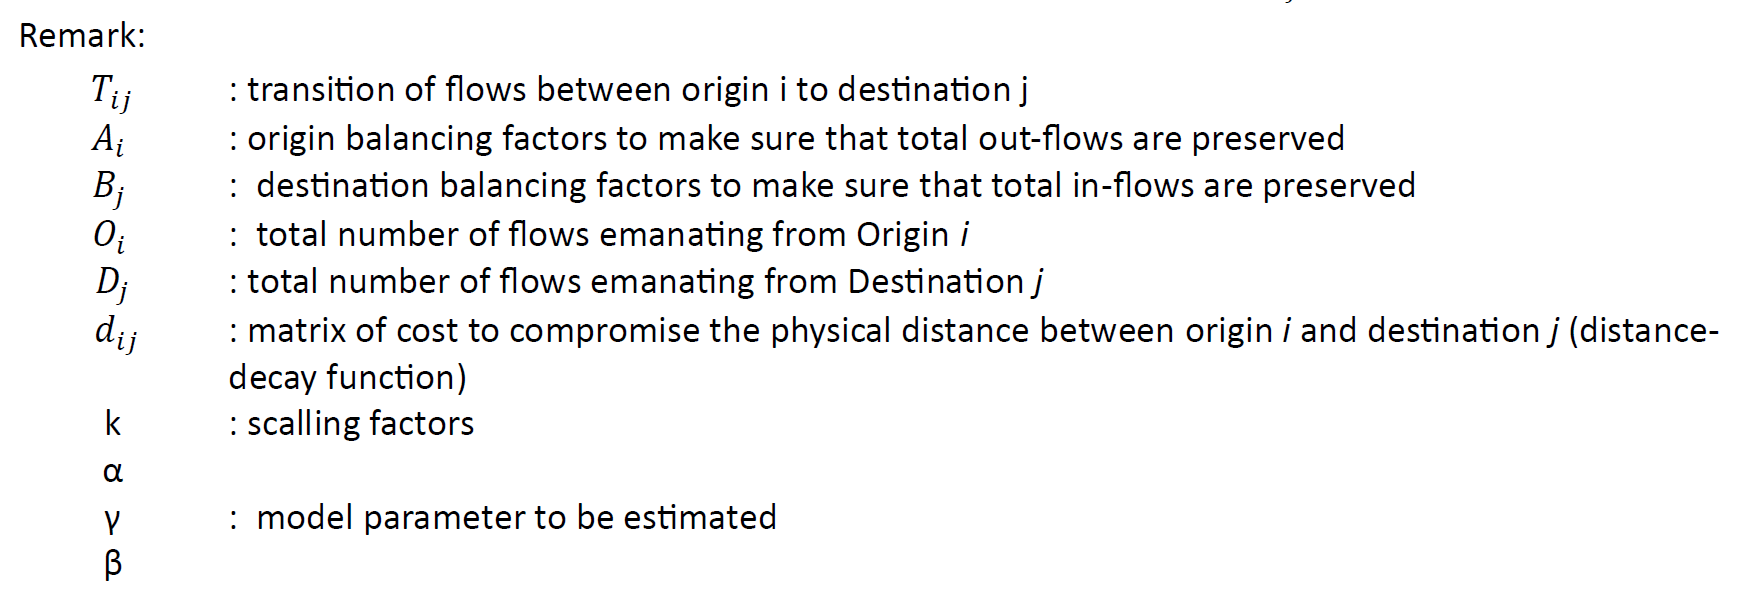 Remark:
T_{ij} : transition of flows between origin i to destination j
A_i : origin balancing factors to make sure that total out-flows are preserved
B_j : destination balancing factors to make sure that total in-flows are preserved
O_i : total number of flows emanating from Origin i
D_j : total number of flows emanating from Destination j
d_{ij} : matrix of cost to compromise the physical distance between origin i and destination j (distance-
decay function)
k : scalling factors
α
γ : model parameter to be estimated
β